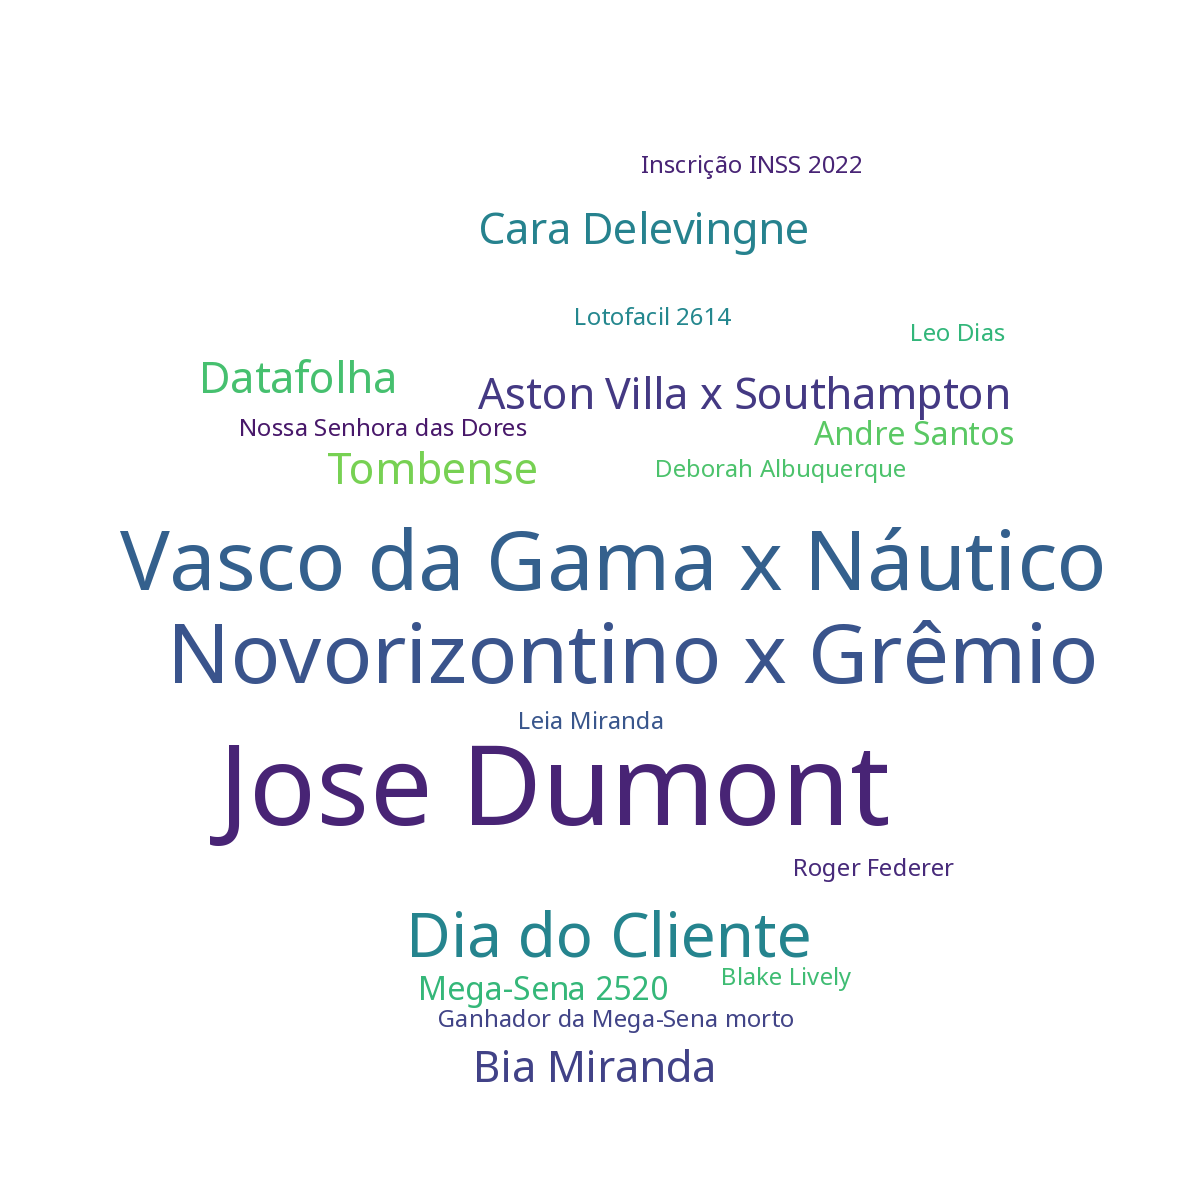 Inscrição INSS 2022
Cara Delevingne
Lotofacil 2614
Leo Dias
Datafolha
Aston Villa x Southampton
Nossa Senhora das Dores
Andre Santos
Tombense
Deborah Albuquerque
Vasco da Gama x Náutico
Novorizontino x Grêmio
Leia Miranda
Jose Dumont
Roger Federer
Dia do Cliente
Mega-Sena 2520
Blake Lively
Ganhador da Mega-Sena morto
Bia Miranda